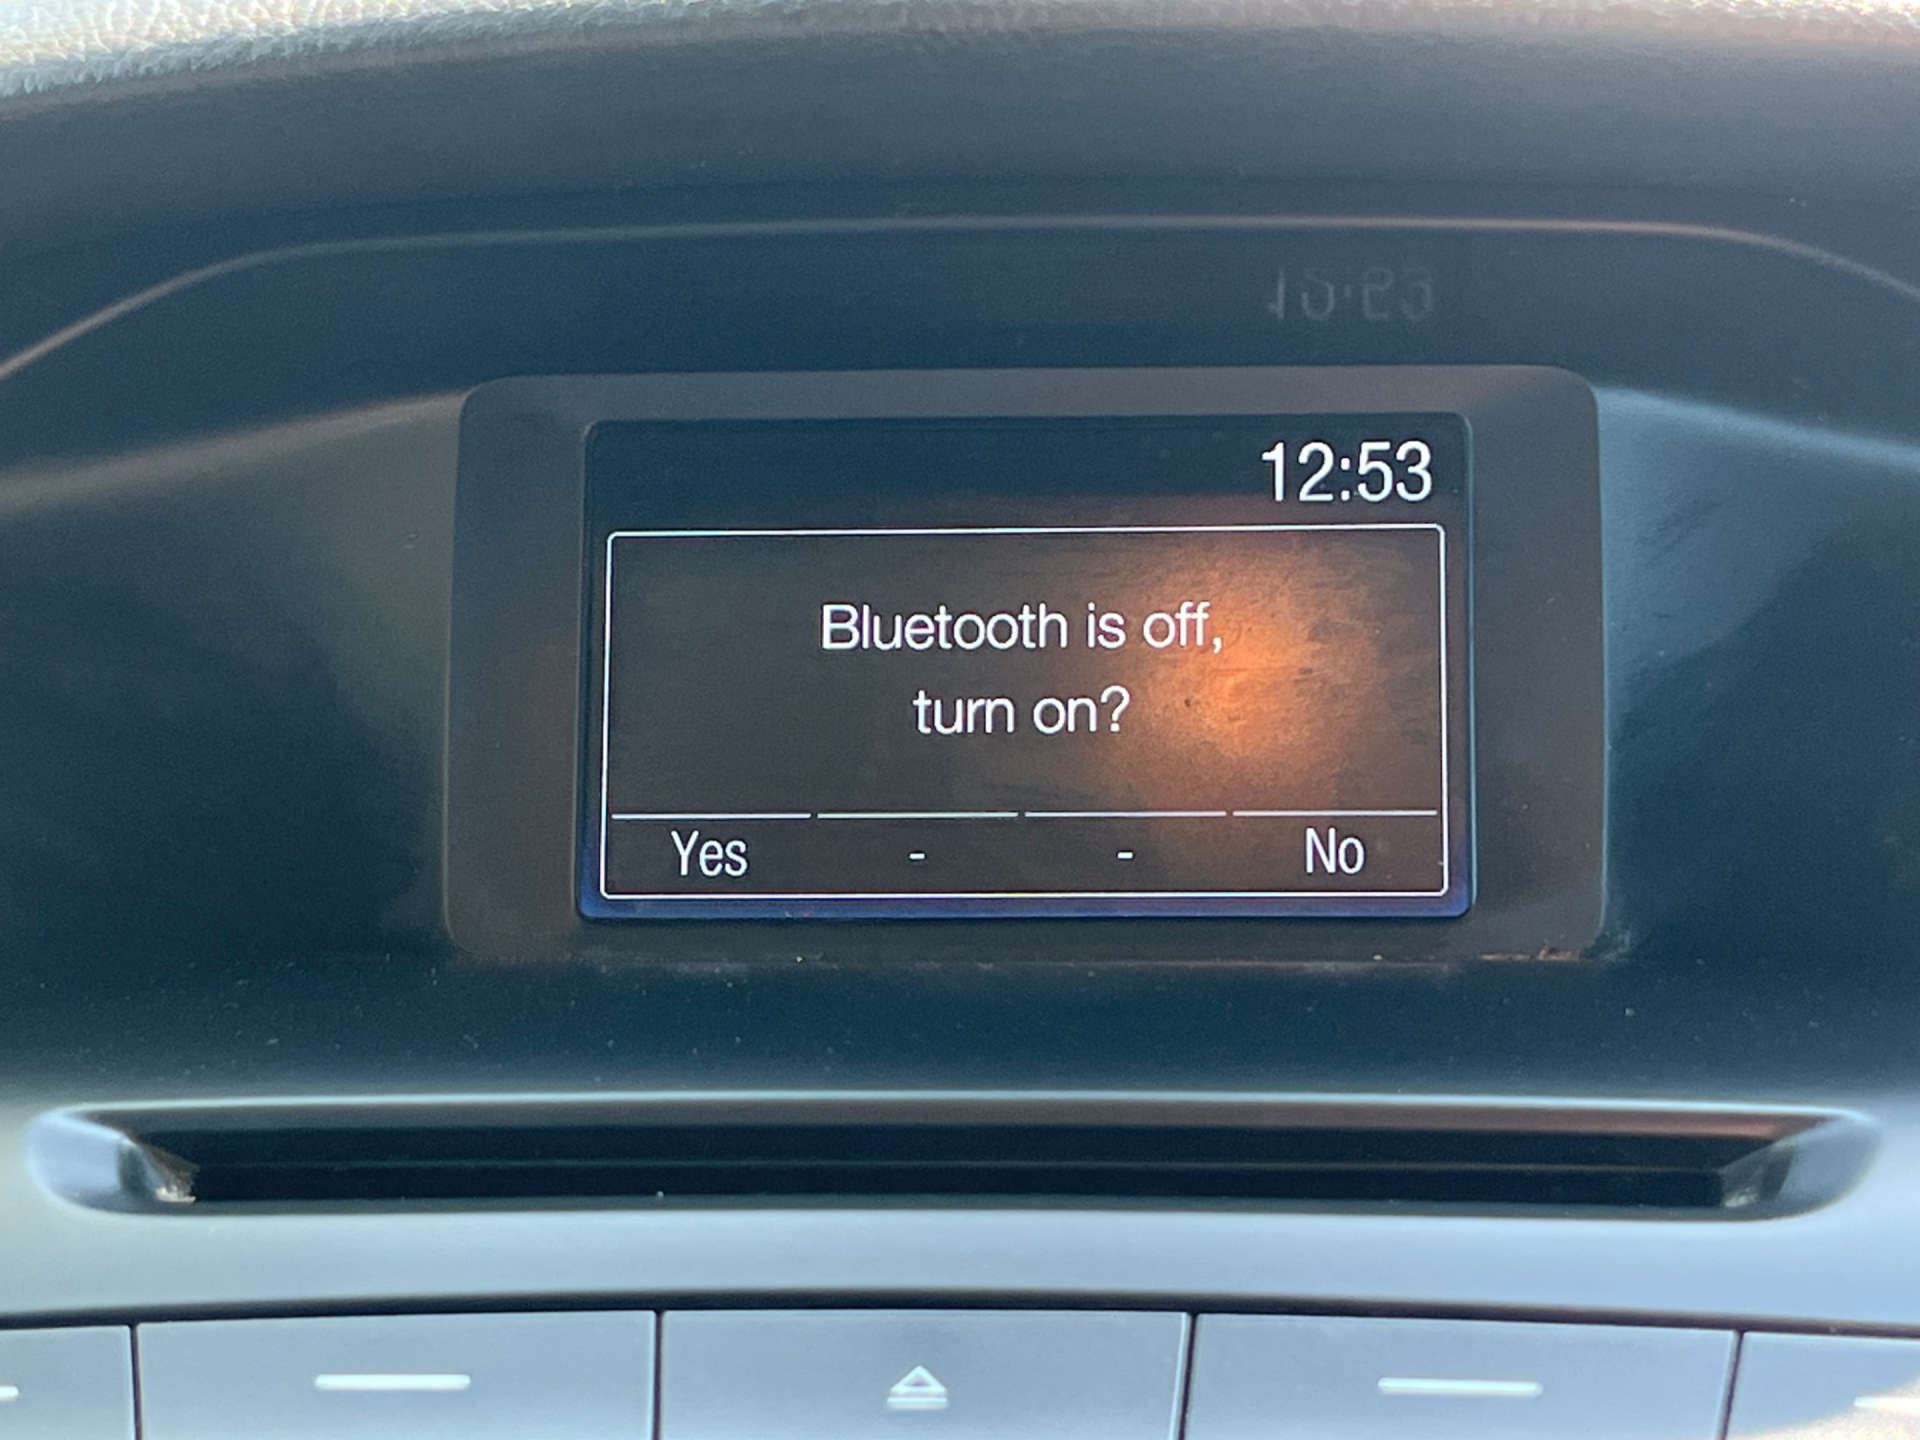 12:53
Bluetooth is off,
turn on?
Yes - - No